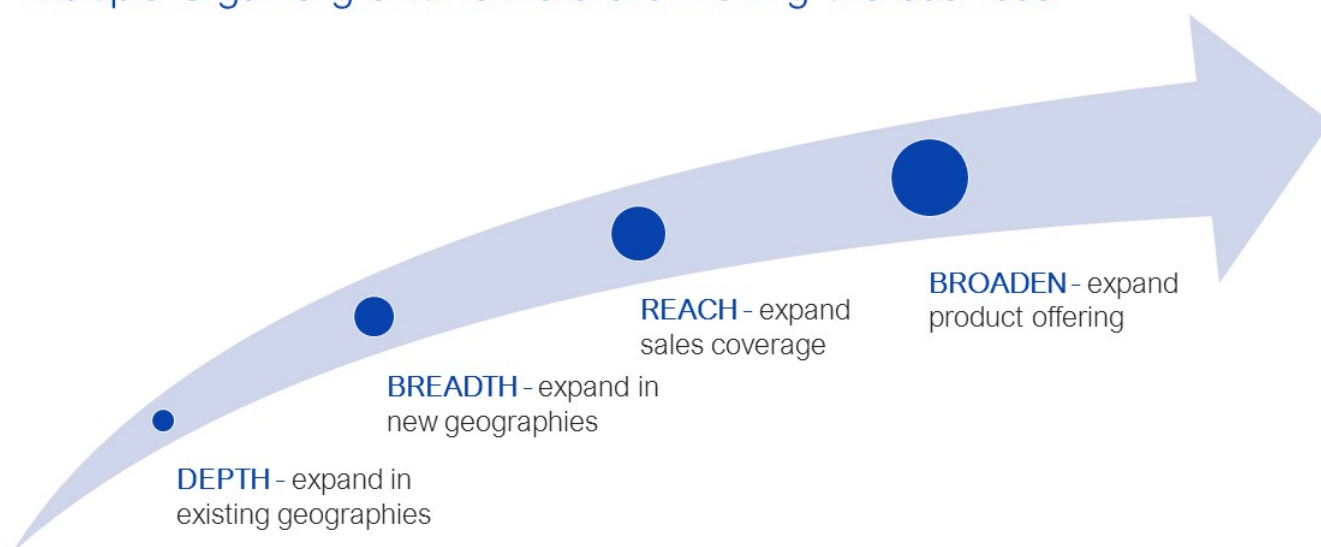 DEPTH - expand in
existing geographies
BREADTH - expand in
new geographies
REACH - expand
sales coverage
BROADEN - expand
product offering